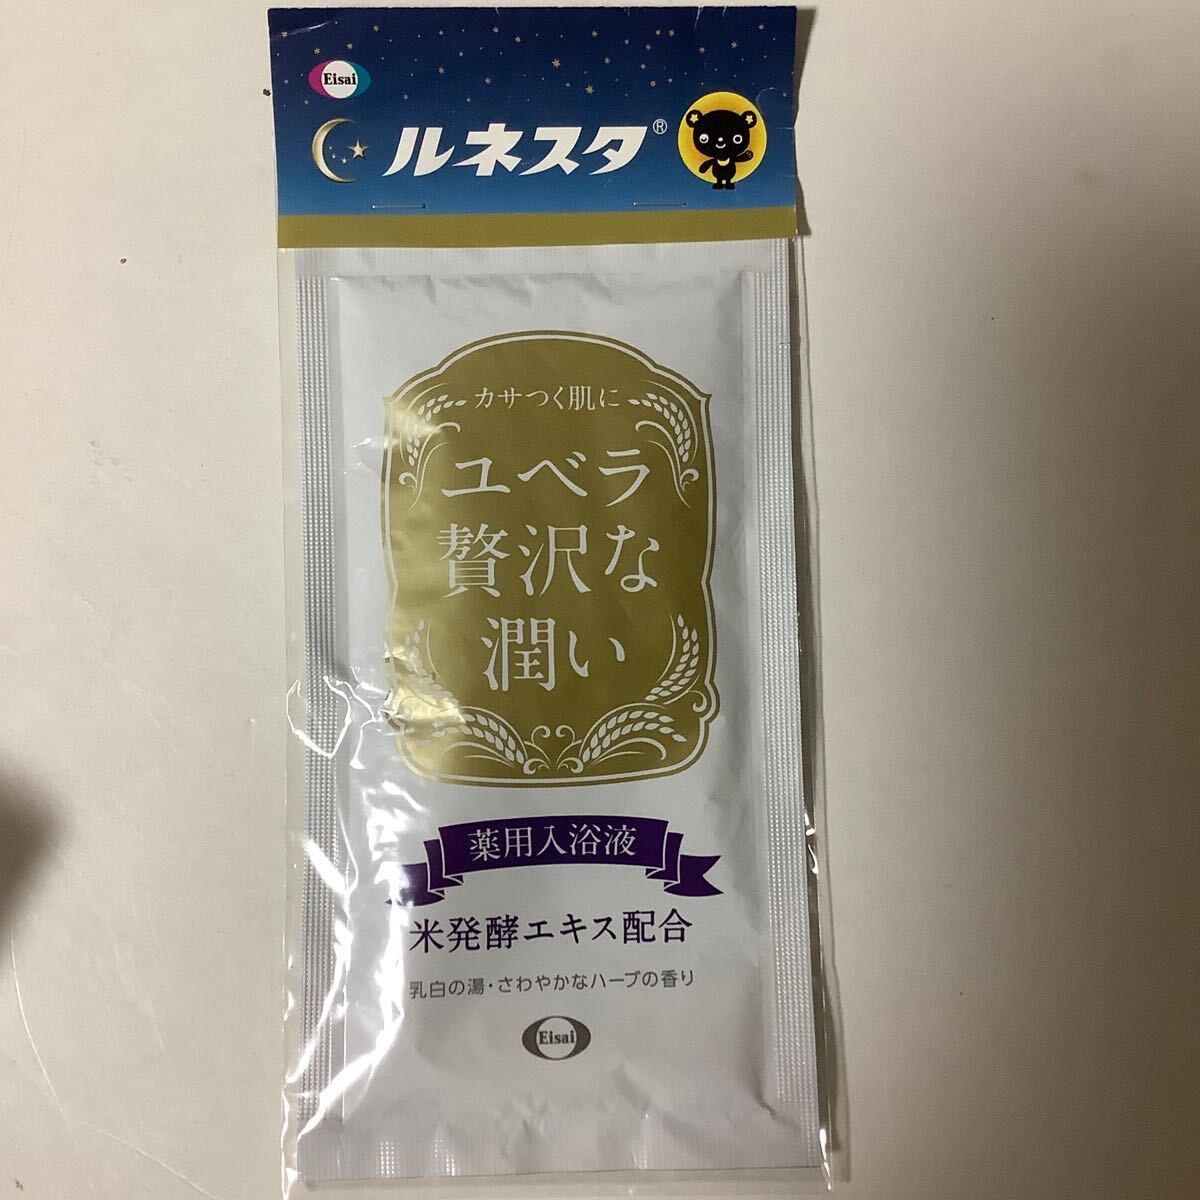 Eisai
ルネスタ®
カサつく肌に
ユベラ
贅沢な
潤い
薬用入浴液
米発酵エキス配合
乳白の湯・さわやかなハーブの香り
Eisai